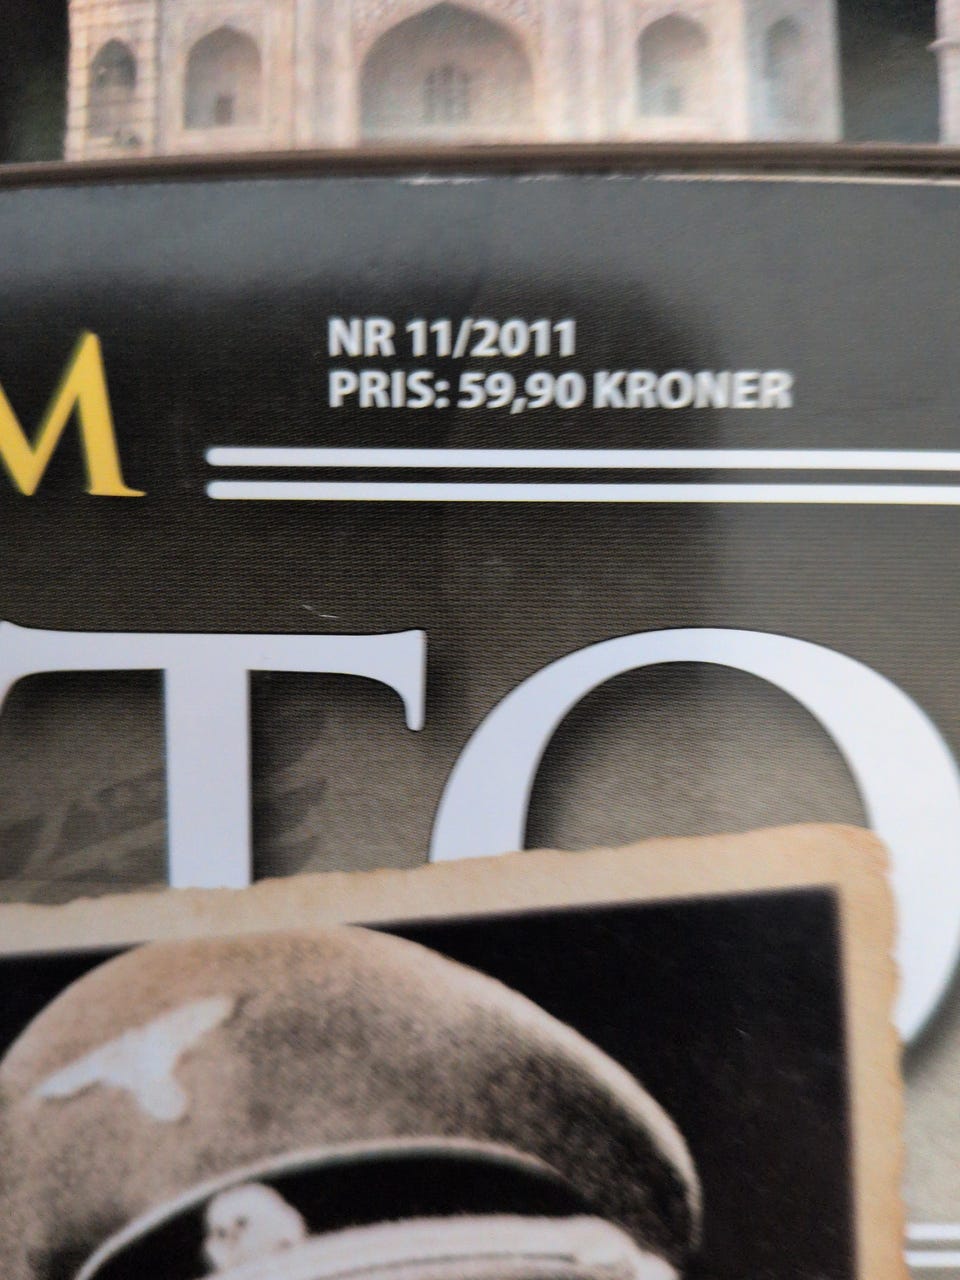 M
NR 11/2011
PRIS: 59,90 KRONER
TO